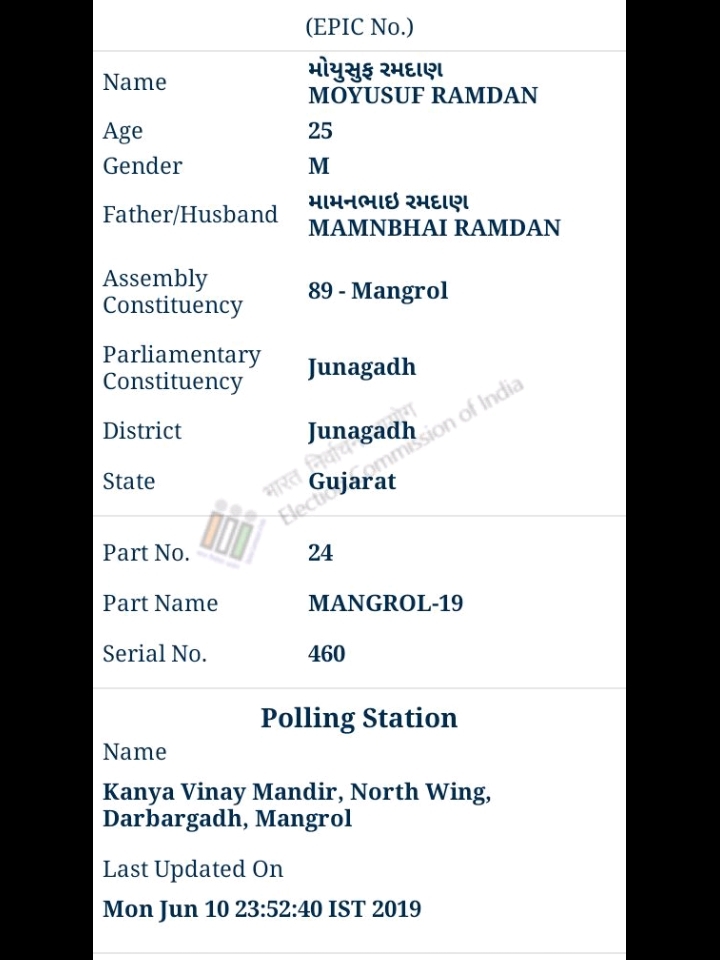 (EPIC No.)
Name
મોયુસુફ રમદાણ
MOYUSUF RAMDAN
Age 25
Gender M
Father/Husband
મામનભાઇ રમદાણ
MAMNBHAI RAMDAN
Assembly
Constituency
89 - Mangrol
Parliamentary
Constituency
Junagadh
District Junagadh
State Gujarat
भारत निर्वाचन आयोग
Election Commission of India
Part No. 24
Part Name MANGROL-19
Serial No. 460
Polling Station
Name
Kanya Vinay Mandir, North Wing,
Darbargadh, Mangrol
Last Updated On
Mon Jun 10 23:52:40 IST 2019